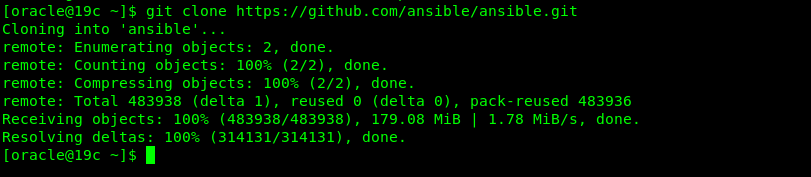 [oracle@19c ~]$ git clone https://github.com/ansible/ansible.git
Cloning into 'ansible'...
remote: Enumerating objects: 2, done.
remote: Counting objects: 100% (2/2), done.
remote: Compressing objects: 100% (2/2), done.
remote: Total 483938 (delta 1), reused 0 (delta 0), pack-reused 483936
Receiving objects: 100% (483938/483938), 179.08 MiB | 1.78 MiB/s, done.
Resolving deltas: 100% (314131/314131), done.
[oracle@19c ~]$